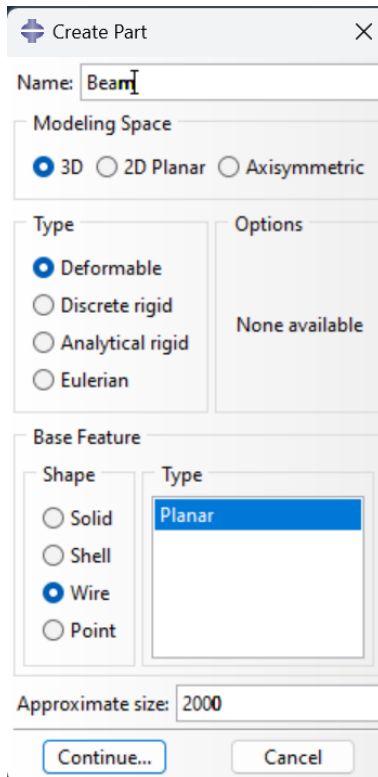 Create Part
Name: Beam
Modeling Space
3D 2D Planar Axisymmetric
Type Options
Deformable
Discrete rigid
Analytical rigid
Eulerian
None available
Base Feature
Shape Type
Solid
Shell
Wire
Point
Planar
Approximate size: 2000
Continue... Cancel